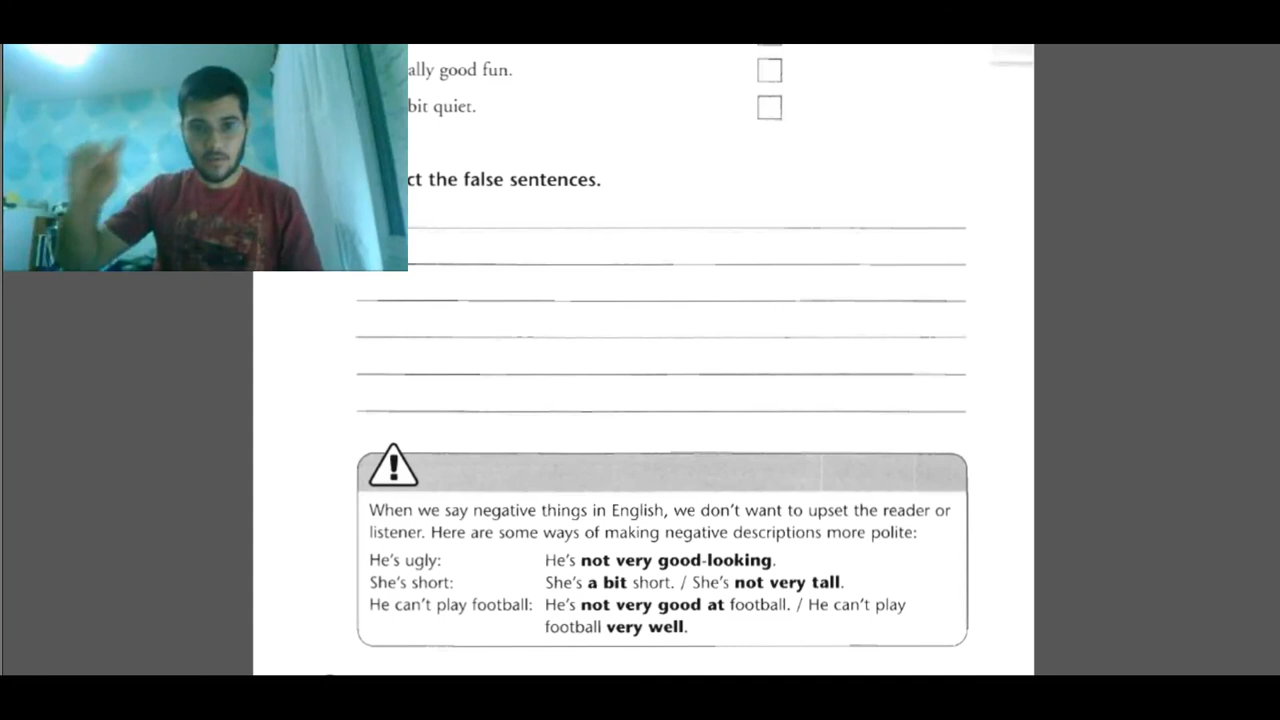 ally good fun.
bit quiet.
ct the false sentences.
When we say negative things in English, we don't want to upset the reader or
listener. Here are some ways of making negative descriptions more polite:
He's ugly: He's not very good-looking.
She's short: She's a bit short. / She's not very tall.
He can't play football: He's not very good at football. / He can't play
football very well.